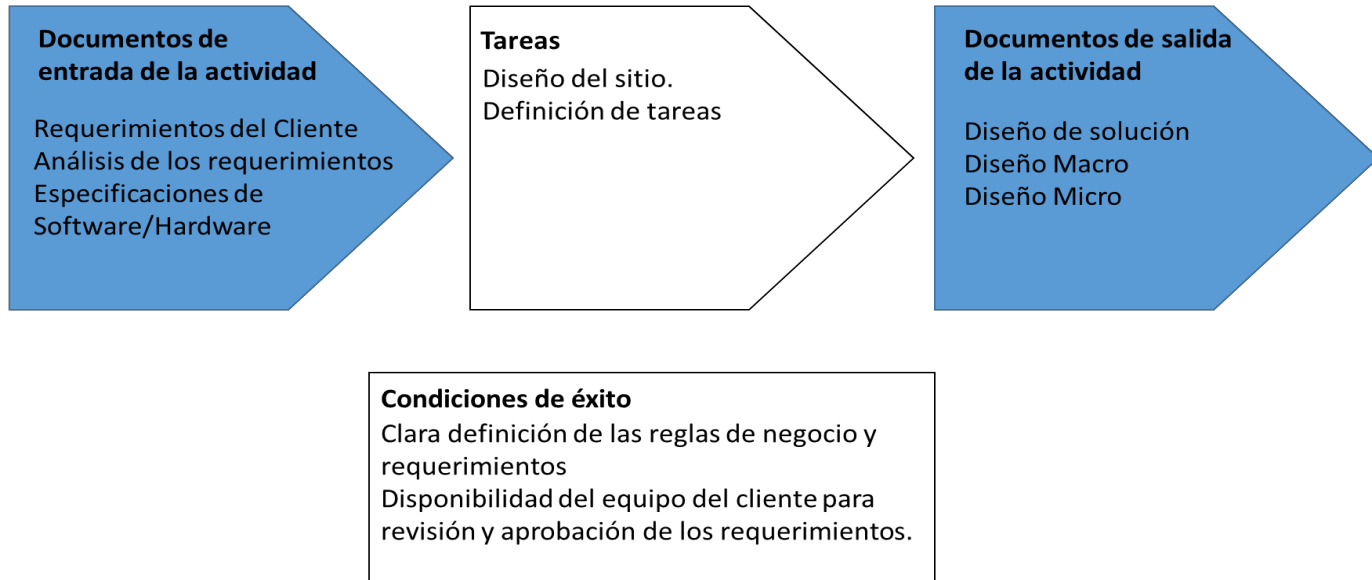 Documentos de
entrada de la actividad
Requerimientos del Cliente
Análisis de los requerimientos
Especificaciones de
Software/Hardware
Tareas
Diseño del sitio.
Definición de tareas
Documentos de salida
de la actividad
Diseño de solución
Diseño Macro
Diseño Micro
Condiciones de éxito
Clara definición de las reglas de negocio y
requerimientos
Disponibilidad del equipo del cliente para
revisión y aprobación de los requerimientos.